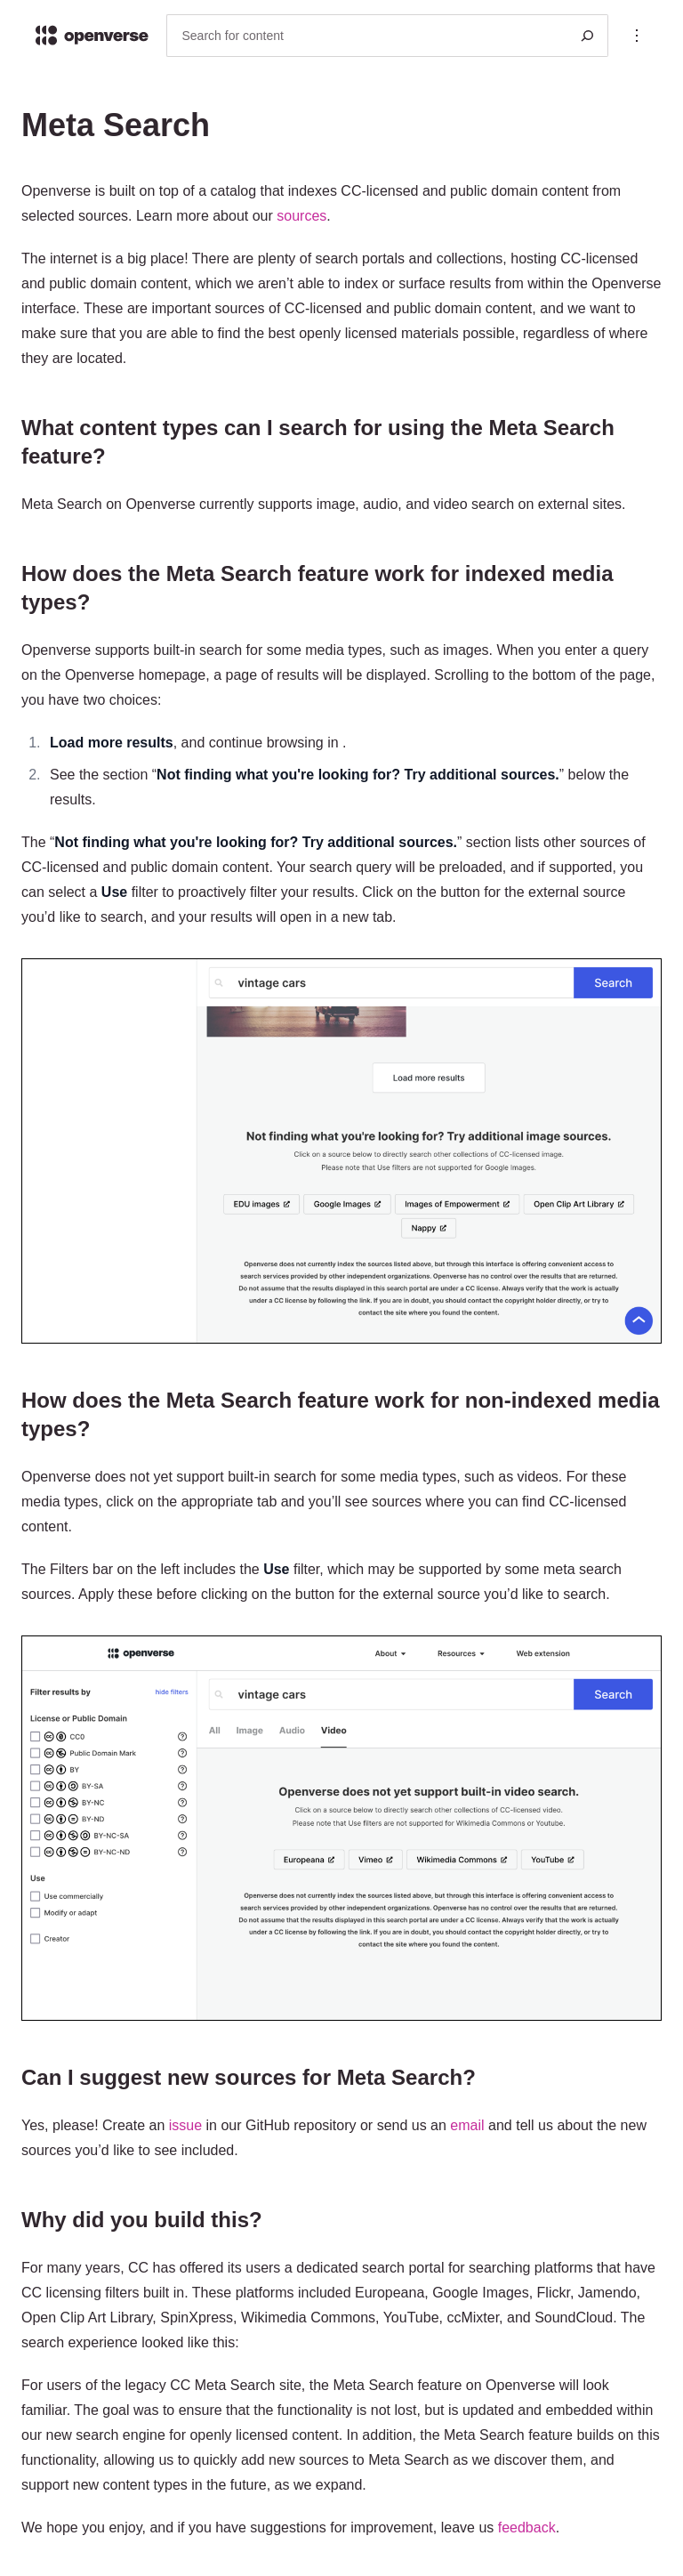 openverse
Search for content
Meta Search
Openverse is built on top of a catalog that indexes CC-licensed and public domain content from
selected sources. Learn more about our sources.
The internet is a big place! There are plenty of search portals and collections, hosting CC-licensed
and public domain content, which we aren’t able to index or surface results from within the Openverse
interface. These are important sources of CC-licensed and public domain content, and we want to
make sure that you are able to find the best openly licensed materials possible, regardless of where
they are located.
What content types can I search for using the Meta Search
feature?
Meta Search on Openverse currently supports image, audio, and video search on external sites.
How does the Meta Search feature work for indexed media
types?
Openverse supports built-in search for some media types, such as images. When you enter a query
on the Openverse homepage, a page of results will be displayed. Scrolling to the bottom of the page,
you have two choices:
1. Load more results, and continue browsing in .
2. See the section “Not finding what you're looking for? Try additional sources.” below the
results.
The “Not finding what you're looking for? Try additional sources.” section lists other sources of
CC-licensed and public domain content. Your search query will be preloaded, and if supported, you
can select a Use filter to proactively filter your results. Click on the button for the external source
you’d like to search, and your results will open in a new tab.
vintage cars Search
Load more results
Not finding what you're looking for? Try additional image sources.
Click on a source below to directly search other collections of CC-licensed image.
Please note that Use filters are not supported for Google Images.
EDU images Google Images Images of Empowerment Open Clip Art Library
Nappy
Openverse does not currently index the sources listed above, but through this interface is offering convenient access to
search services provided by other independent organizations. Openverse has no control over the results that are returned.
Do not assume that the results displayed in this search portal are under a CC license. Always verify that the work is actually
under a CC license by following the link. If you are in doubt, you should contact the copyright holder directly, or try to
contact the site where you found the content.
How does the Meta Search feature work for non-indexed media
types?
Openverse does not yet support built-in search for some media types, such as videos. For these
media types, click on the appropriate tab and you’ll see sources where you can find CC-licensed
content.
The Filters bar on the left includes the Use filter, which may be supported by some meta search
sources. Apply these before clicking on the button for the external source you’d like to search.
openverse About Resources Web extension
Filter results by hide filters
License or Public Domain
CC0
Public Domain Mark
BY
BY-SA
BY-NC
BY-ND
BY-NC-SA
BY-NC-ND
Use
Use commercially
Modify or adapt
Creator
vintage cars Search
All Image Audio Video
Openverse does not yet support built-in video search.
Click on a source below to directly search other collections of CC-licensed video.
Please note that Use filters are not supported for Wikimedia Commons or Youtube.
Europeana Vimeo Wikimedia Commons YouTube
Openverse does not currently index the sources listed above, but through this interface is offering convenient access to
search services provided by other independent organizations. Openverse has no control over the results that are returned.
Do not assume that the results displayed in this search portal are under a CC license. Always verify that the work is actually
under a CC license by following the link. If you are in doubt, you should contact the copyright holder directly, or try to
contact the site where you found the content.
Can I suggest new sources for Meta Search?
Yes, please! Create an issue in our GitHub repository or send us an email and tell us about the new
sources you’d like to see included.
Why did you build this?
For many years, CC has offered its users a dedicated search portal for searching platforms that have
CC licensing filters built in. These platforms included Europeana, Google Images, Flickr, Jamendo,
Open Clip Art Library, SpinXpress, Wikimedia Commons, YouTube, ccMixter, and SoundCloud. The
search experience looked like this:
For users of the legacy CC Meta Search site, the Meta Search feature on Openverse will look
familiar. The goal was to ensure that the functionality is not lost, but is updated and embedded within
our new search engine for openly licensed content. In addition, the Meta Search feature builds on this
functionality, allowing us to quickly add new sources to Meta Search as we discover them, and
support new content types in the future, as we expand.
We hope you enjoy, and if you have suggestions for improvement, leave us feedback.